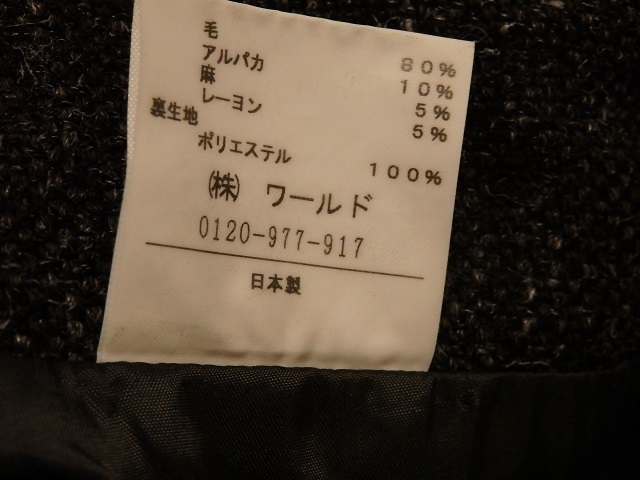 毛 80%
アルパカ 10%
麻 5%
レーヨン 5%
裏生地
ポリエステル 100%
㈱ ワールド
0120-977-917
日本製